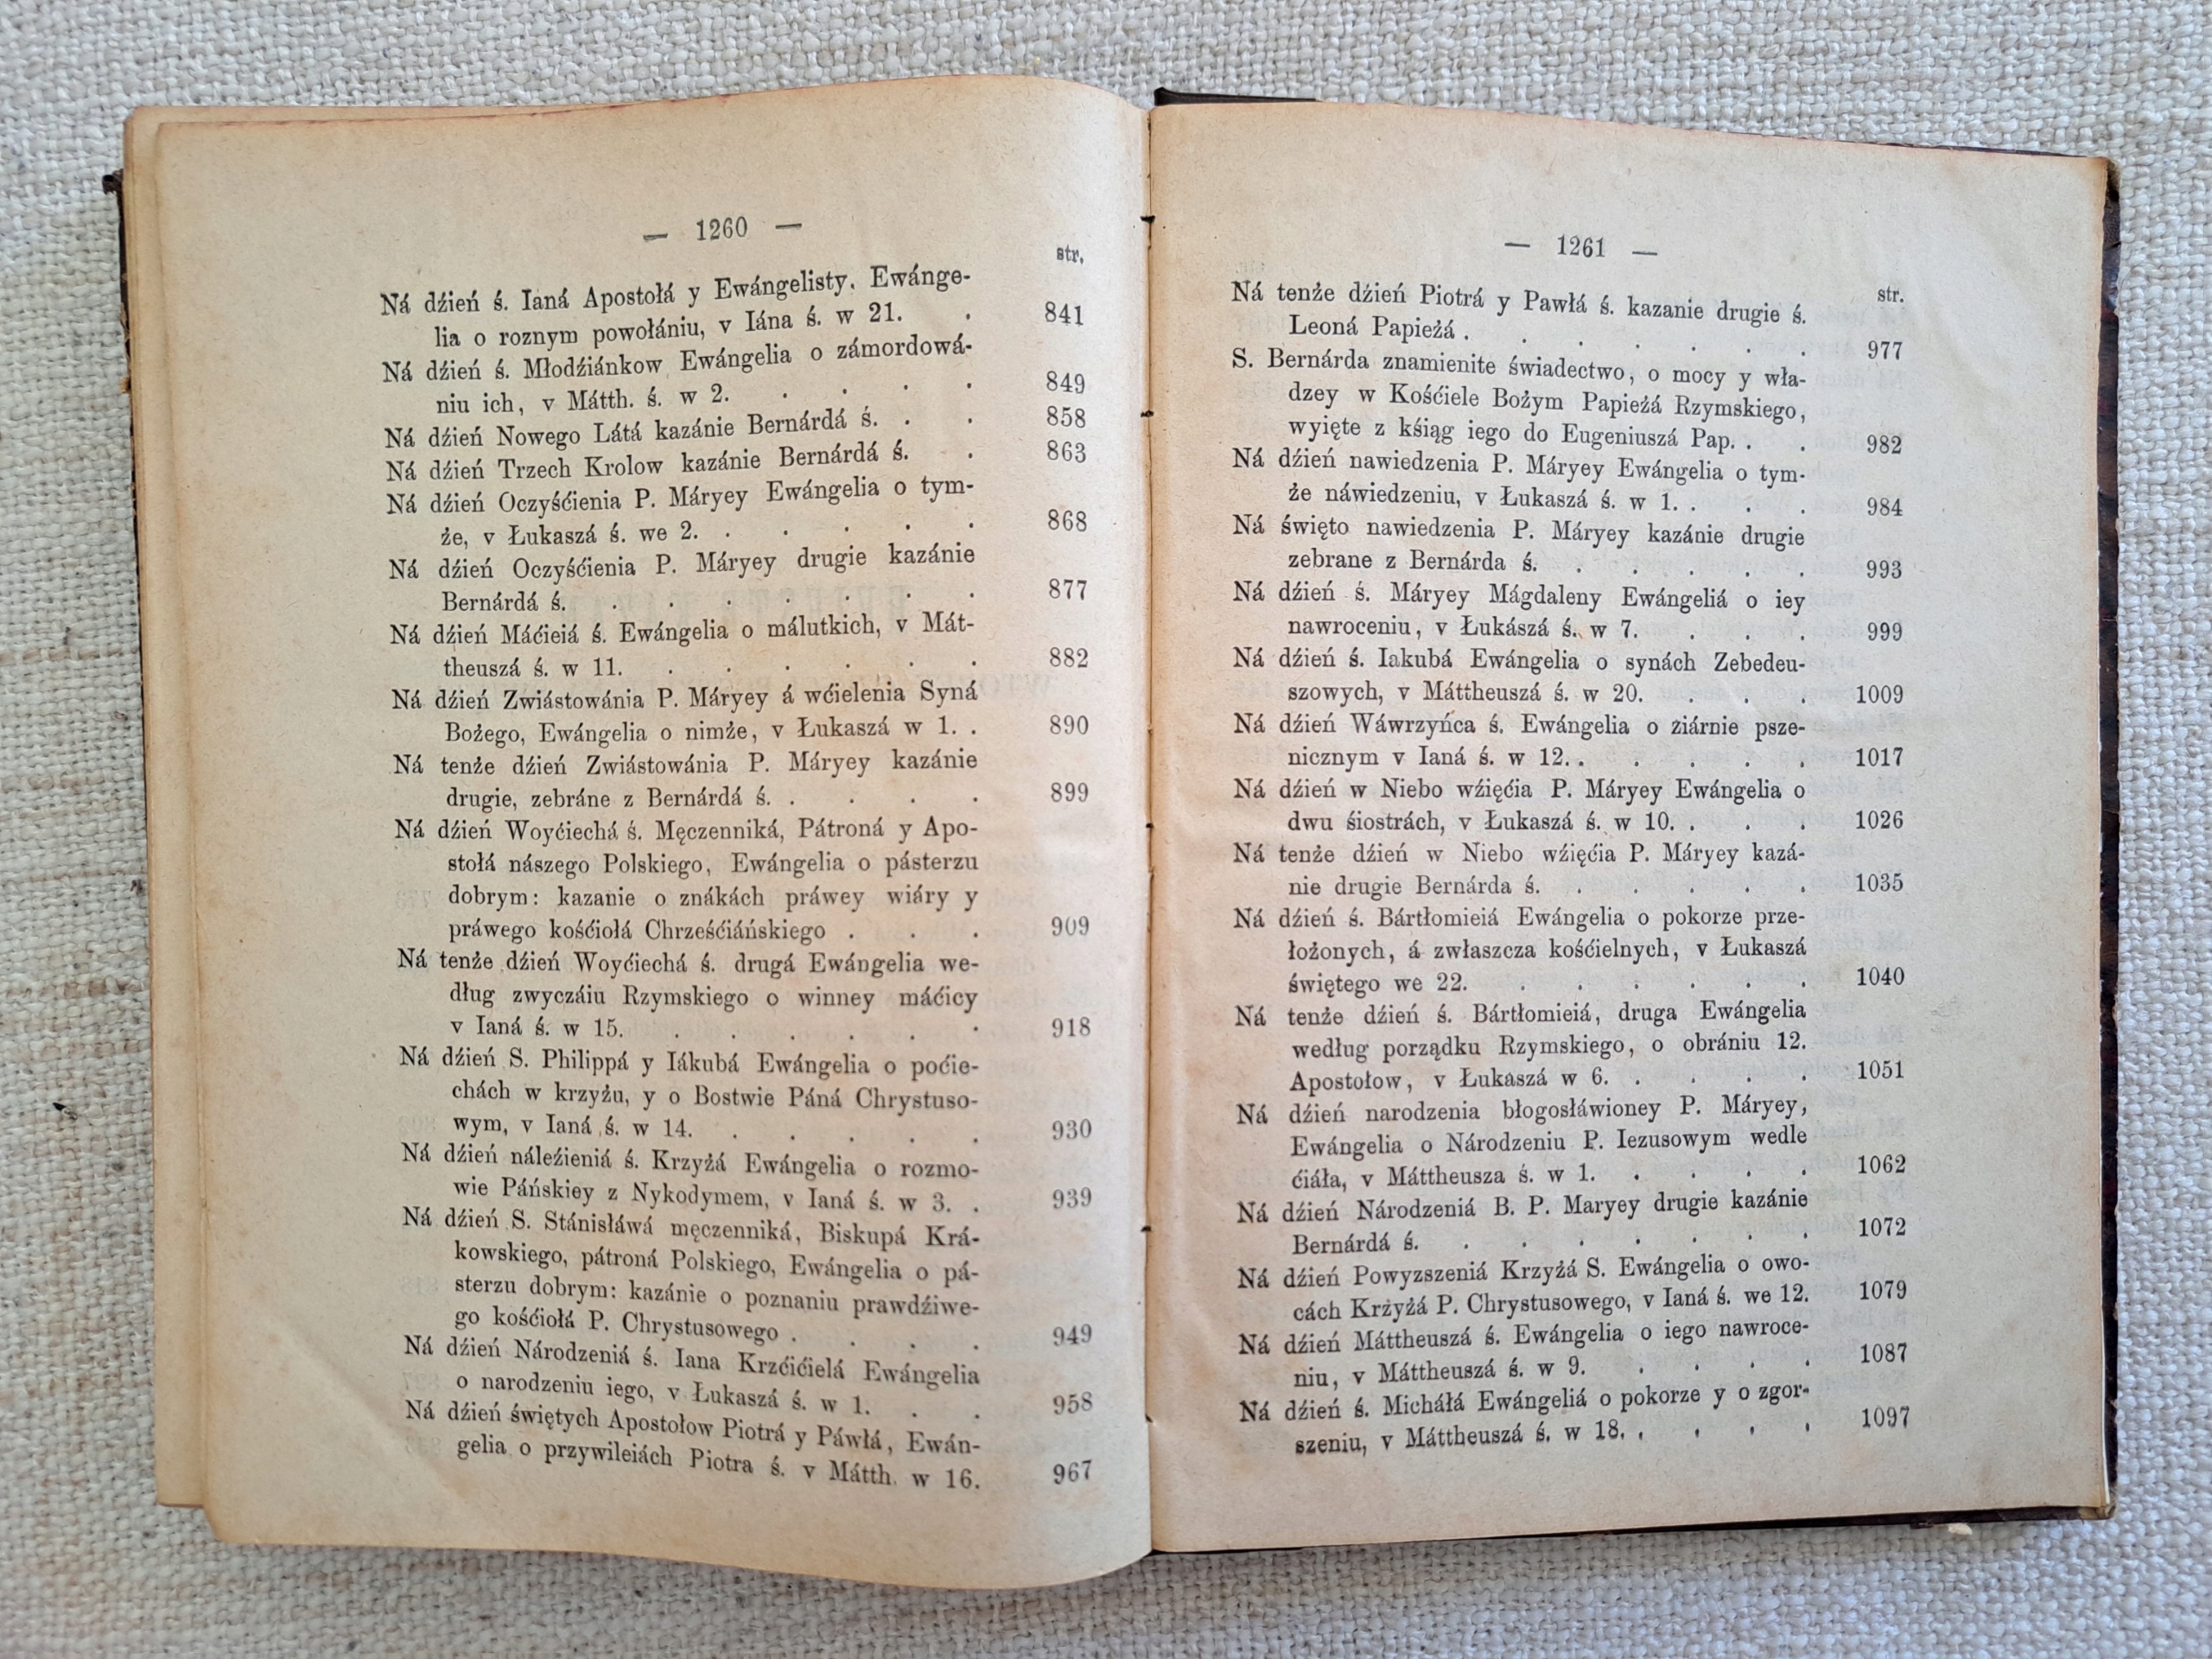 — 1260 —
str.
Ná dźień ś. Ianá Apostołá y Ewángelisty. Ewánge-
lia o roznym powołániu, v Iána ś. w 21. . 841
Ná dźień ś. Młodźiánkow Ewángelia o zámordowá-
niu ich, v Mátth. ś. w 2. . . . . 849
Ná dźień Nowego Látá kazánie Bernárdá ś. . . 858
Ná dźień Trzech Krolow kazánie Bernárdá ś. . 863
Ná dźień Oczyśćienia P. Máryey Ewángelia o tym-
że, v Łukaszá ś. we 2. . . . . . 868
Ná dźień Oczyśćienia P. Máryey drugie kazánie
Bernárdá ś. . . . . . . . 877
Ná dźień Máćieiá ś. Ewángelia o málutkich, v Mát-
theuszá ś. w 11. . . . . . . 882
Ná dźień Zwiástowánia P. Máryey á wćielenia Syná
Bożego, Ewángelia o nimże, v Łukaszá w 1. . 890
Ná tenże dźień Zwiástowánia P. Máryey kazánie
drugie, zebráne z Bernárdá ś. . . . . 899
Ná dźień Woyćiechá ś. Męczenniká, Pátroná y Apo-
stołá nászego Polskiego, Ewángelia o pásterzu
dobrym: kazanie o znákách práwey wiáry y
práwego kośćiołá Chrześćiáńskiego . . . 909
Ná tenże dźień Woyćiechá ś. drugá Ewángelia we-
dług zwyczáiu Rzymskiego o winney máćicy
v Ianá ś. w 15. . . . . . . 918
Ná dźień S. Philippá y Iákubá Ewángelia o poćie-
chách w krzyżu, y o Bostwie Páná Chrystuso-
wym, v Ianá ś. w 14. . . . . . 930
Ná dźień náleźieniá ś. Krzyżá Ewángelia o rozmo-
wie Páńskiey z Nykodymem, v Ianá ś. w 3. . 939
Ná dźień S. Stánisłáwá męczenniká, Biskupá Krá-
kowskiego, pátroná Polskiego, Ewángelia o pá-
sterzu dobrym: kazánie o poznaniu prawdźiwe-
go kośćiołá P. Chrystusowego . . . . 949
Ná dźień Národzeniá ś. Iana Krzćićielá Ewángelia
o narodzeniu iego, v Łukaszá ś. w 1. . . 958
Ná dźień świętych Apostołow Piotrá y Páwłá, Ewán-
gelia o przywileiách Piotra ś. v Mátth. w 16. 967
— 1261 —
str.
Ná tenże dźień Piotrá y Pawłá ś. kazanie drugie ś.
Leoná Papieżá . . . . . . . 977
S. Bernárda znamienite świadectwo, o mocy y wła-
dzey w Kośćiele Bożym Papieżá Rzymskiego,
wyięte z kśiąg iego do Eugeniuszá Pap. . . 982
Ná dźień nawiedzenia P. Máryey Ewángelia o tym-
że náwiedzeniu, v Łukaszá ś. w 1. . . . 984
Ná święto nawiedzenia P. Máryey kazánie drugie
zebrane z Bernárda ś. . . . . . 993
Ná dźień ś. Máryey Mágdaleny Ewángeliá o iey
nawroceniu, v Łukászá ś. w 7. . . . 999
Ná dźień ś. Iakubá Ewángelia o synách Zebedeu-
szowych, v Máttheuszá ś. w 20. . . . 1009
Ná dźień Wáwrzyńca ś. Ewángelia o źiárnie psze-
nicznym v Ianá ś. w 12. . . . . . 1017
Ná dźień w Niebo wźięćia P. Máryey Ewángelia o
dwu śiostrách, v Łukaszá ś. w 10. . . . 1026
Ná tenże dźień w Niebo wźięćia P. Máryey kazá-
nie drugie Bernárda ś. . . . . . 1035
Ná dźień ś. Bártłomieiá Ewángelia o pokorze prze-
łożonych, á zwłaszcza kośćielnych, v Łukaszá
świętego we 22. . . . . . . 1040
Ná tenże dźień ś. Bártłomieiá, druga Ewángelia
według porządku Rzymskiego, o obrániu 12.
Apostołow, v Łukaszá w 6. . . . . 1051
Ná dźień narodzenia błogosłáwioney P. Máryey,
Ewángelia o Národzeniu P. Iezusowym wedle
ćiáła, v Máttheusza ś. w 1. . . . . 1062
Ná dźień Národzeniá B. P. Maryey drugie kazánie
Bernárdá ś. . . . . . . . 1072
Ná dźień Powyzszeniá Krzyżá S. Ewángelia o owo-
cách Krżyżá P. Chrystusowego, v Ianá ś. we 12. 1079
Ná dźień Máttheuszá ś. Ewángelia o iego nawroce-
niu, v Máttheuszá ś. w 9. . . . . 1087
Ná dźień ś. Micháłá Ewángeliá o pokorze y o zgor-
szeniu, v Máttheuszá ś. w 18. . . . . 1097